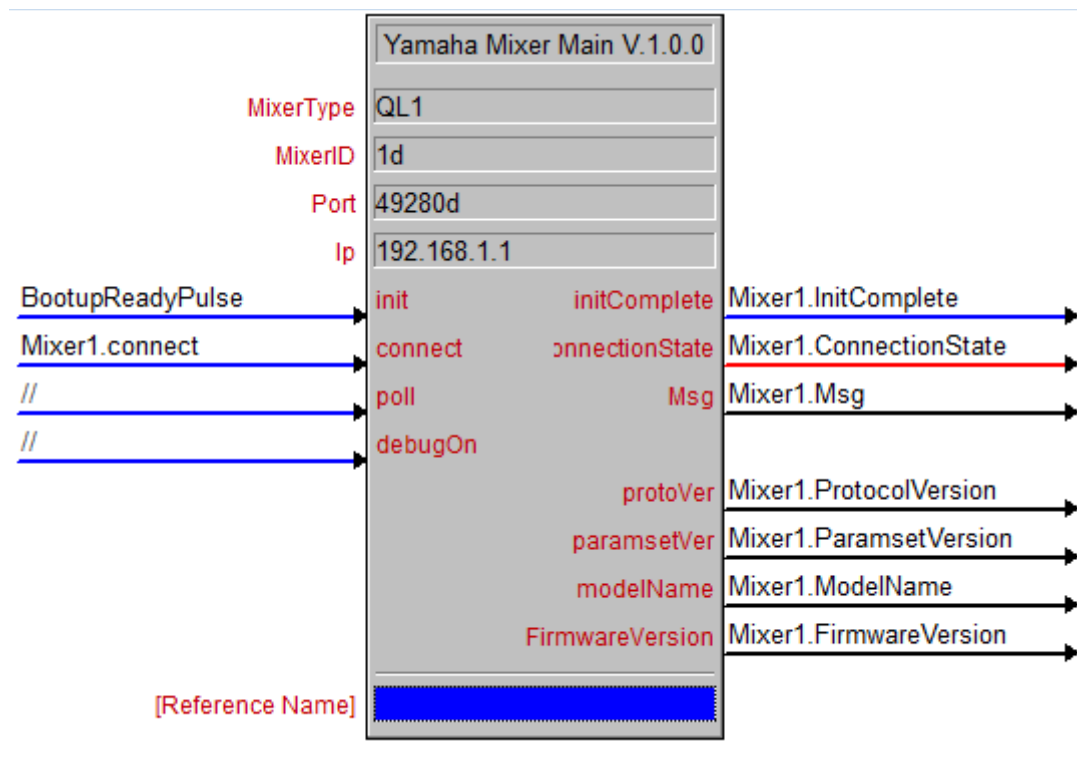 Yamaha Mixer Main V.1.0.0
MixerType QL1
MixerID 1d
Port 49280d
Ip 192.168.1.1
BootupReadyPulse init initComplete Mixer1.InitComplete
Mixer1.connect connect onnectionState Mixer1.ConnectionState
// poll Msg Mixer1.Msg
// debugOn
protoVer Mixer1.ProtocolVersion
paramsetVer Mixer1.ParamsetVersion
modelName Mixer1.ModelName
FirmwareVersion Mixer1.FirmwareVersion
[Reference Name]